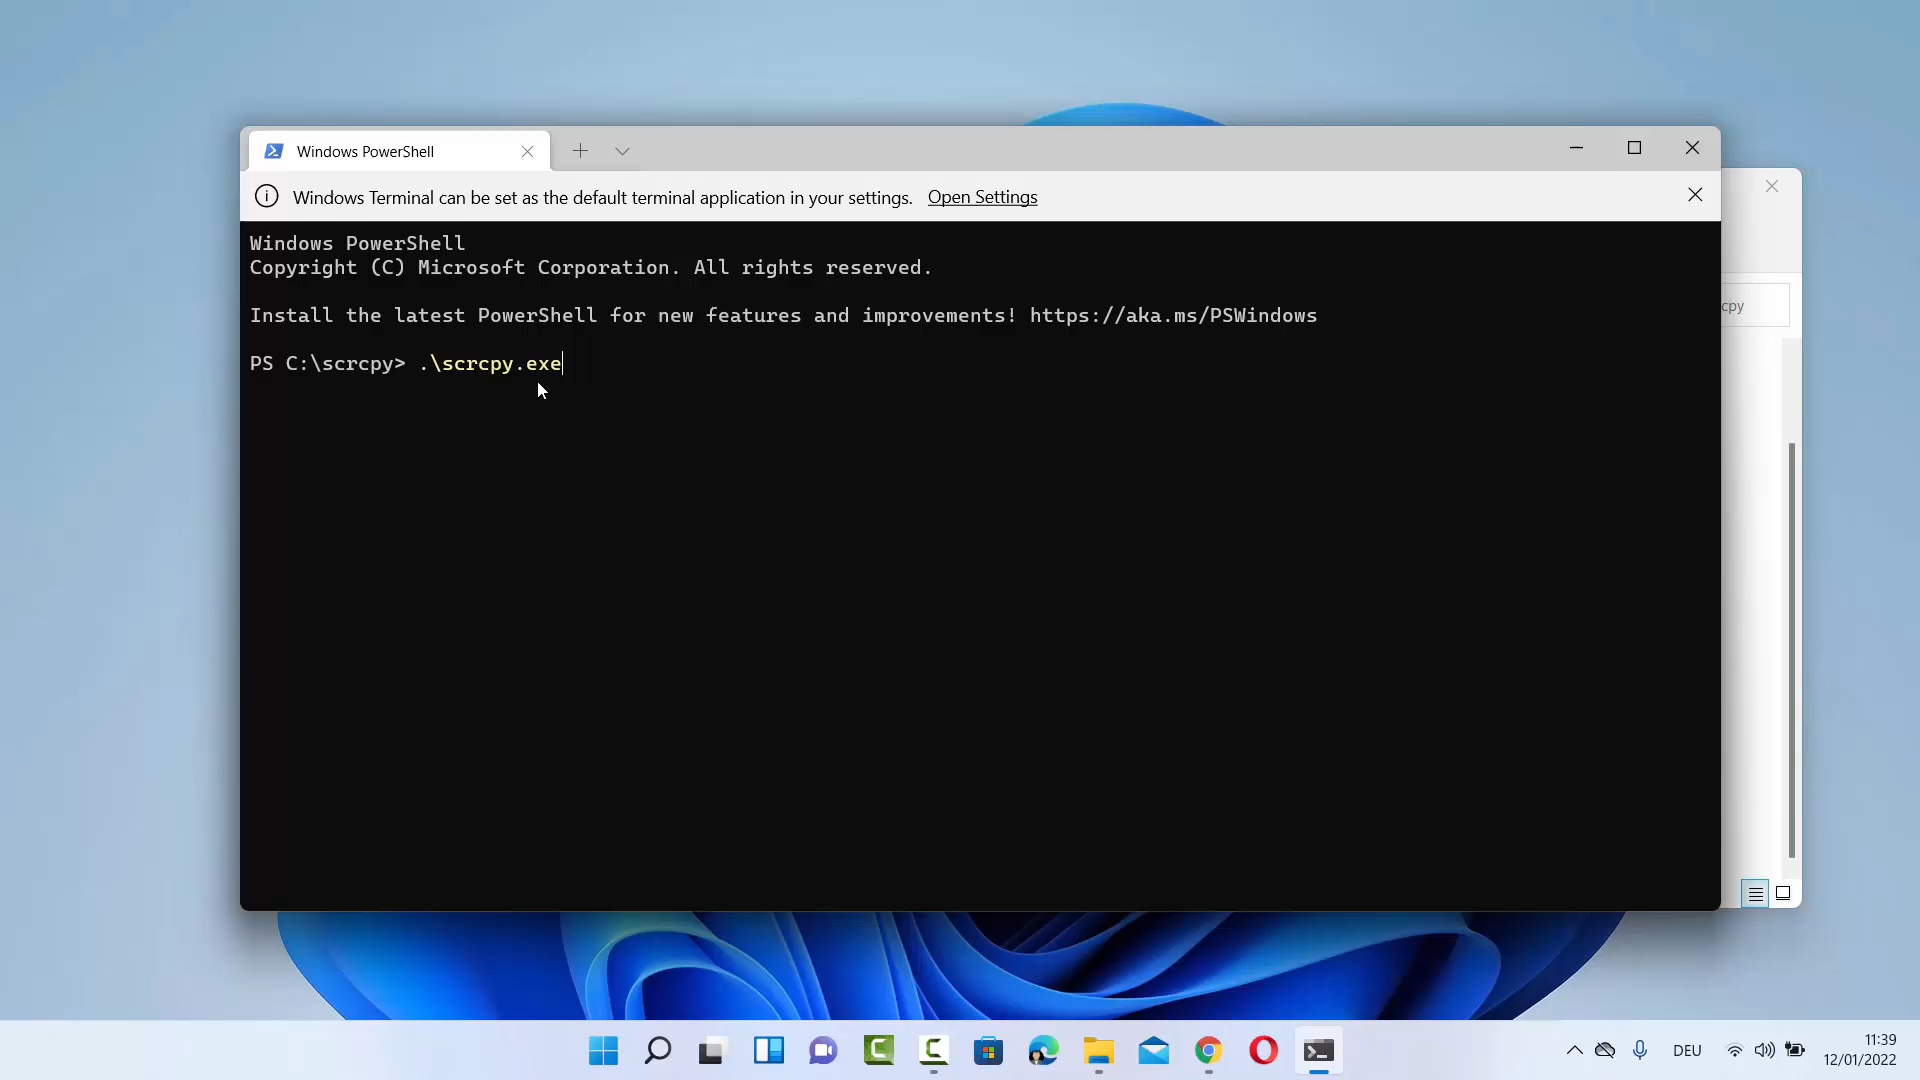 Windows PowerShell
Windows Terminal can be set as the default terminal application in your settings. Open Settings
cpy
Windows PowerShell
Copyright (C) Microsoft Corporation. All rights reserved.
Install the latest PowerShell for new features and improvements! https://aka.ms/PSWindows
PS C:\scrcpy> .\scrcpy.exe
DEU
11:39
12/01/2022